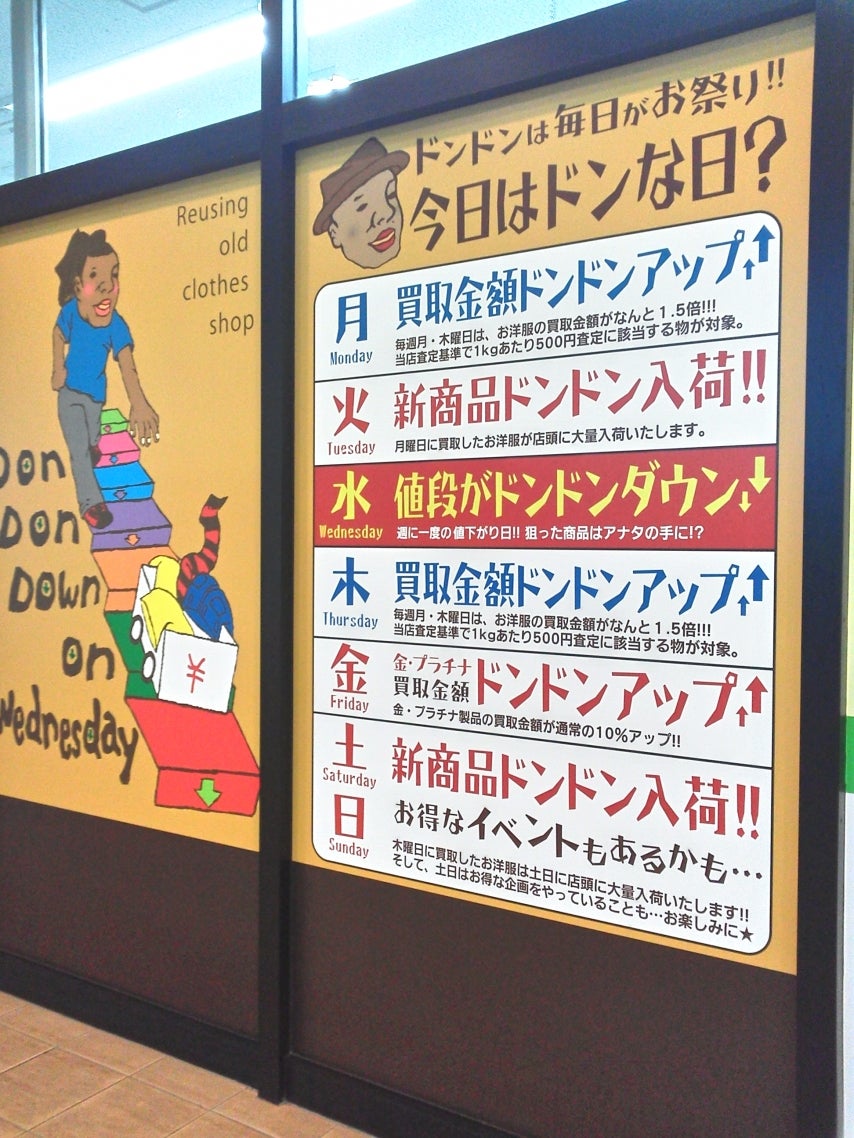 Reusing
old
clothes
shop
Don
Don
Down
on
Wednesday
¥
ドンドンは毎日がお祭り!!
今日はドンな日?
月
Monday
買取金額ドンドンアップ↑↑
毎週月・木曜日は、お洋服の買取金額がなんと1.5倍!!!
当店査定基準で1kgあたり500円査定に該当する物が対象。
火
Tuesday
新商品ドンドン入荷!!
月曜日に買取したお洋服が店頭に大量入荷いたします。
水
Wednesday
値段がドンドンダウン↓↓
週に一度の値下がり日!! 狙った商品はアナタの手に!?
木
Thursday
買取金額ドンドンアップ↑↑
毎週月・木曜日は、お洋服の買取金額がなんと1.5倍!!!
当店査定基準で1kgあたり500円査定に該当する物が対象。
金
Friday
金・プラチナ
買取金額ドンドンアップ↑↑
金・プラチナ製品の買取金額が通常の10%アップ!!
土
Saturday
日
Sunday
新商品ドンドン入荷!!
お得なイベントもあるかも…
木曜日に買取したお洋服は土日に店頭に大量入荷いたします!!
そして、土日はお得な企画をやっていることも…お楽しみに★